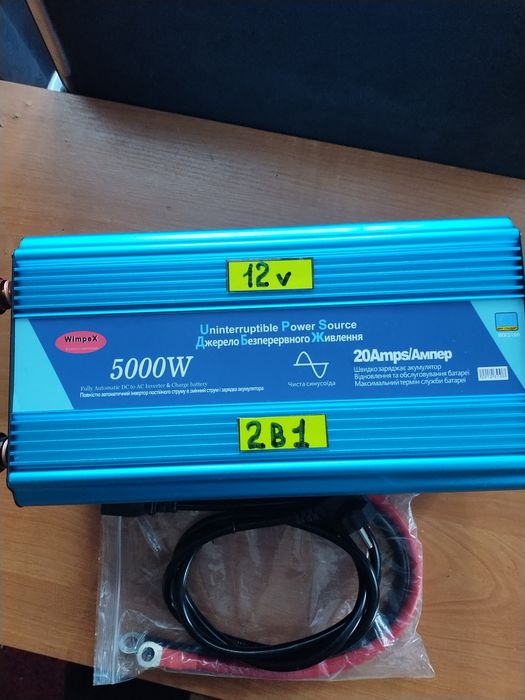 12v
WimpeX
Uninterruptible Power Source
Джерело Безперервного Живлення
5000W
Fully Automatic DC to AC Inverter & Charge battery
Повністю автоматичний інвертор постійного струму в змінний струм і зарядка акумулятора
Чиста синусоїда
20Amps/Ампер
Швидко заряджає акумулятор
Відновлення та обслуговування батареї
Максимальний термін служби батареї
2В1